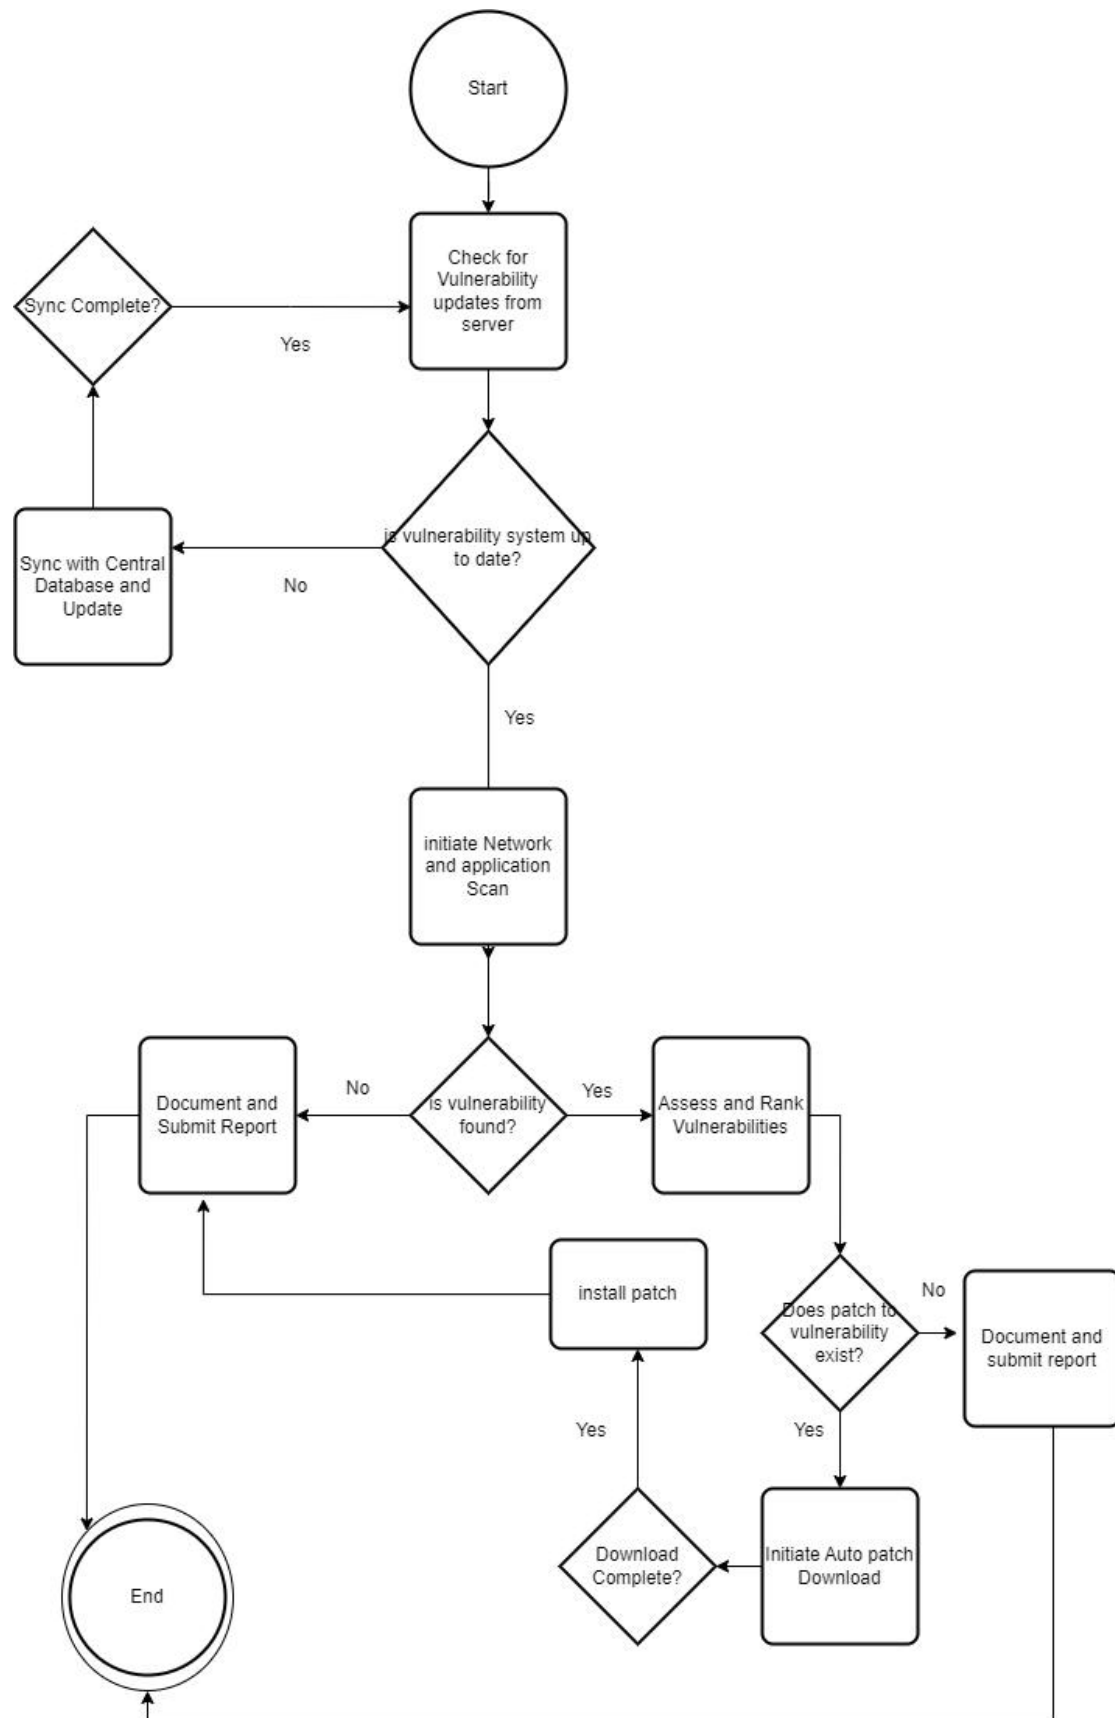 Start
Check for
Vulnerability
updates from
server
Sync Complete?
Yes
is vulnerability system up
to date?
Sync with Central
Database and
Update
No
Yes
initiate Network
and application
Scan
Document and
Submit Report
No
is vulnerability
found?
Yes
Assess and Rank
Vulnerabilities
install patch
Does patch to
vulnerability
exist?
No
Document and
submit report
Yes
Yes
Download
Complete?
Initiate Auto patch
Download
End